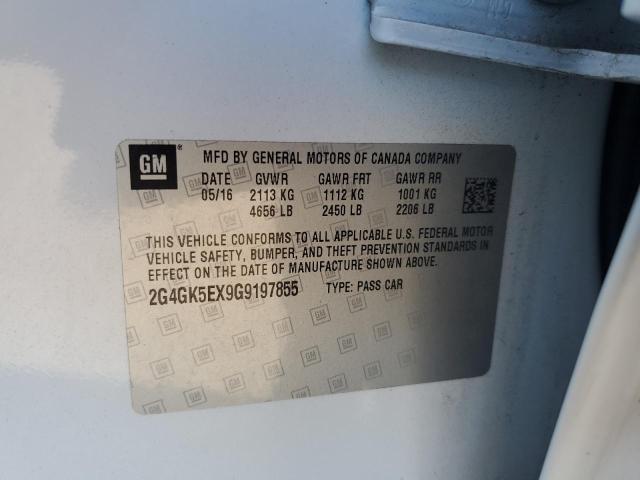 GM ® MFD BY GENERAL MOTORS OF CANADA COMPANY
DATE GVWR GAWR FRT GAWR RR
05/16 2113 KG 1112 KG 1001 KG
4656 LB 2450 LB 2206 LB
THIS VEHICLE CONFORMS TO ALL APPLICABLE U.S. FEDERAL MOTOR
VEHICLE SAFETY, BUMPER, AND THEFT PREVENTION STANDARDS IN
EFFECT ON THE DATE OF MANUFACTURE SHOWN ABOVE.
2G4GK5EX9G9197855 TYPE: PASS CAR